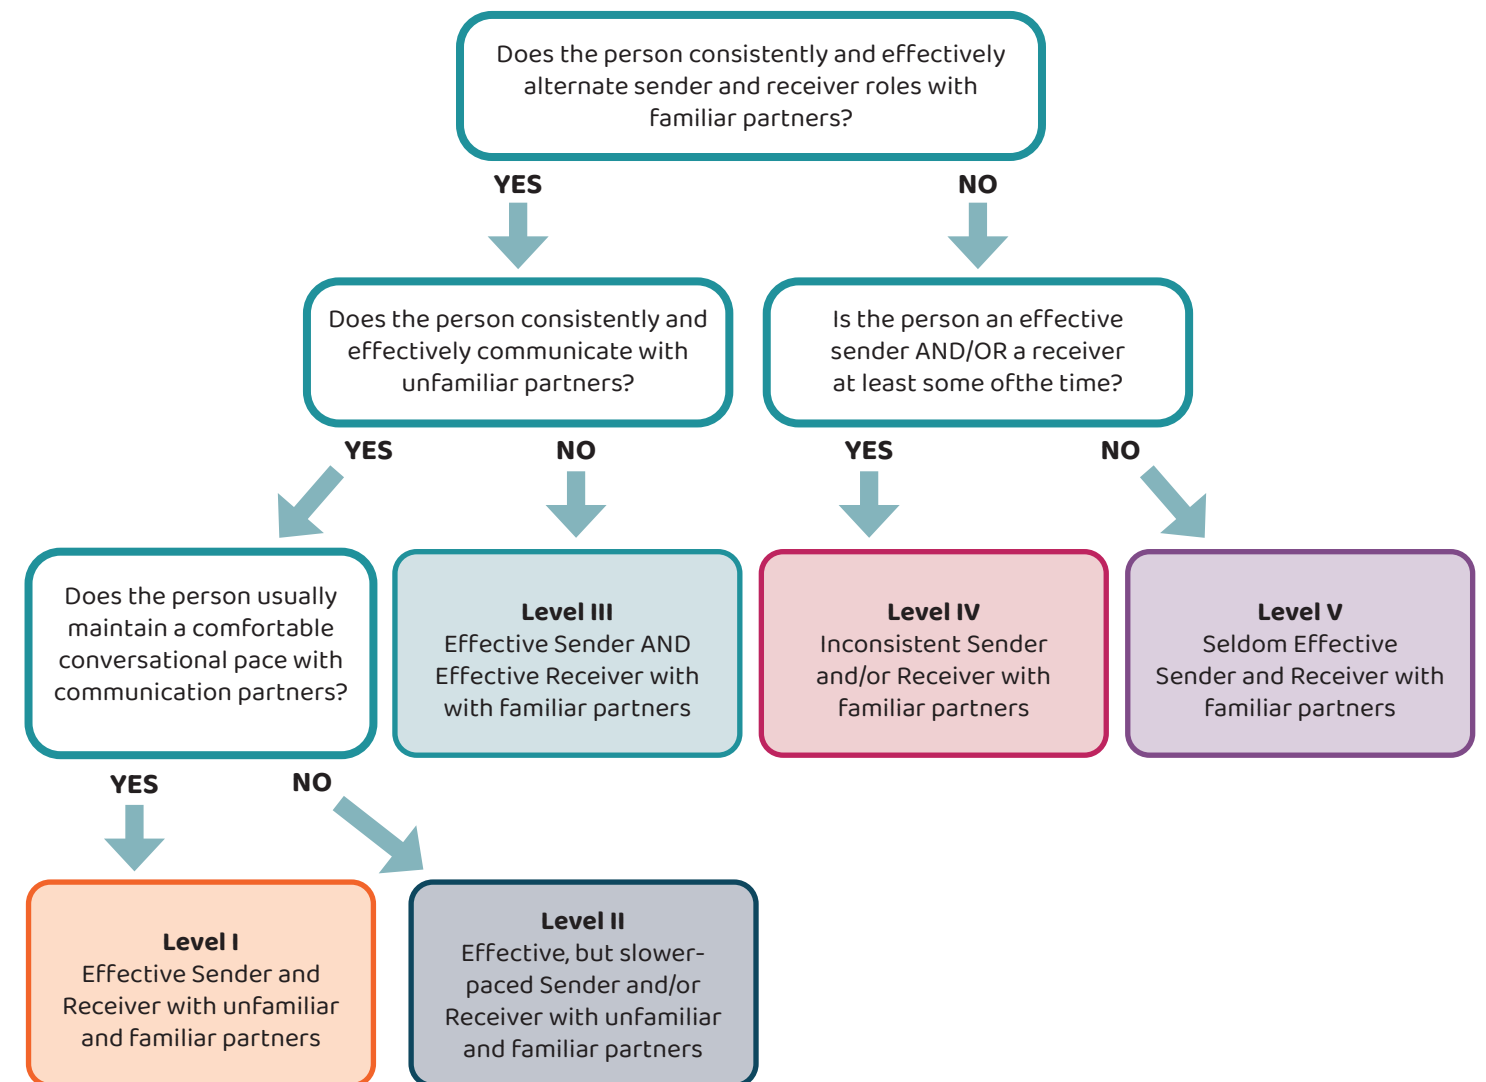 Does the person consistently and effectively
alternate sender and receiver roles with
familiar partners?
YES
NO
Does the person consistently and
effectively communicate with
unfamiliar partners?
Is the person an effective
sender AND/OR a receiver
at least some ofthe time?
YES
NO
YES
NO
Does the person usually
maintain a comfortable
conversational pace with
communication partners?
Level III
Effective Sender AND
Effective Receiver with
with familiar partners
Level IV
Inconsistent Sender
and/or Receiver with
familiar partners
Level V
Seldom Effective
Sender and Receiver with
familiar partners
YES
NO
Level I
Effective Sender and
Receiver with unfamiliar
and familiar partners
Level II
Effective, but slower-
paced Sender and/or
Receiver with unfamiliar
and familiar partners